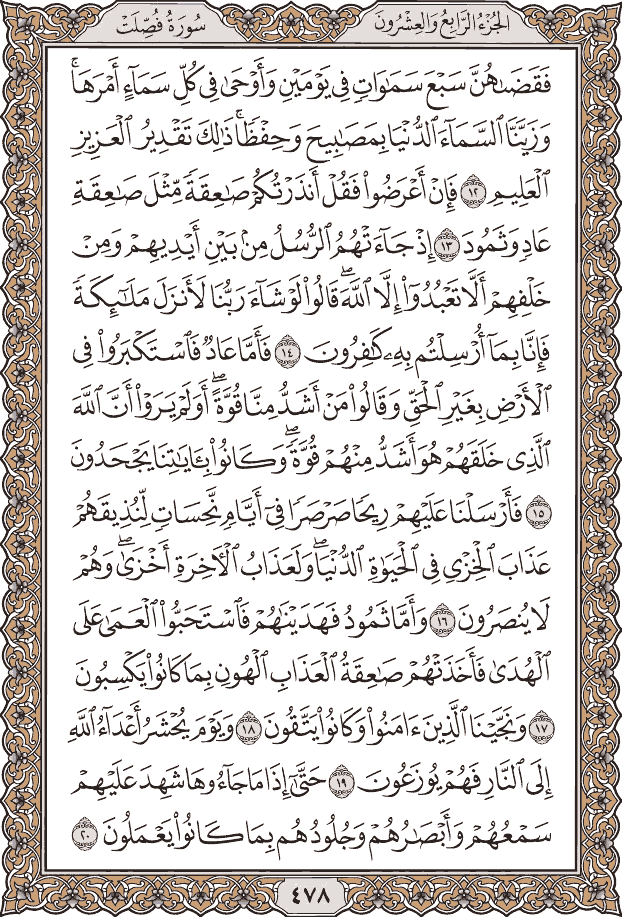 الجُزْءُ الرَّابِعُ وَالعِشْرُونَ
سُورَةُ فُصِّلَتْ
فَقَضَىٰهُنَّ سَبْعَ سَمَٰوَاتٖ فِي يَوۡمَيۡنِ وَأَوۡحَىٰ فِي كُلِّ سَمَآءٍ أَمۡرَهَاۚ
وَزَيَّنَّا ٱلسَّمَآءَ ٱلدُّنۡيَا بِمَصَٰبِيحَ وَحِفۡظٗاۚ ذَٰلِكَ تَقۡدِيرُ ٱلۡعَزِيزِ
ٱلۡعَلِيمِ ١٢ فَإِنۡ أَعۡرَضُواْ فَقُلۡ أَنذَرۡتُكُمۡ صَٰعِقَةٗ مِّثۡلَ صَٰعِقَةِ
عَادٖ وَثَمُودَ ١٣ إِذۡ جَآءَتۡهُمُ ٱلرُّسُلُ مِنۢ بَيۡنِ أَيۡدِيهِمۡ وَمِنۡ
خَلۡفِهِمۡ أَلَّا تَعۡبُدُوٓاْ إِلَّا ٱللَّهَۖ قَالُواْ لَوۡ شَآءَ رَبُّنَا لَأَنزَلَ مَلَٰٓئِكَةٗ
فَإِنَّا بِمَآ أُرۡسِلۡتُم بِهِۦ كَٰفِرُونَ ١٤ فَأَمَّا عَادٞ فَٱسۡتَكۡبَرُواْ فِي
ٱلۡأَرۡضِ بِغَيۡرِ ٱلۡحَقِّ وَقَالُواْ مَنۡ أَشَدُّ مِنَّا قُوَّةًۖ أَوَلَمۡ يَرَوۡاْ أَنَّ ٱللَّهَ
ٱلَّذِي خَلَقَهُمۡ هُوَ أَشَدُّ مِنۡهُمۡ قُوَّةٗۖ وَكَانُواْ بِـَٔايَٰتِنَا يَجۡحَدُونَ
١٥ فَأَرۡسَلۡنَا عَلَيۡهِمۡ رِيحٗا صَرۡصَرٗا فِيٓ أَيَّامٖ نَّحِسَاتٖ لِّنُذِيقَهُمۡ
عَذَابَ ٱلۡخِزۡيِ فِي ٱلۡحَيَوٰةِ ٱلدُّنۡيَاۖ وَلَعَذَابُ ٱلۡأٓخِرَةِ أَخۡزَىٰۖ وَهُمۡ
لَا يُنصَرُونَ ١٦ وَأَمَّا ثَمُودُ فَهَدَيۡنَٰهُمۡ فَٱسۡتَحَبُّواْ ٱلۡعَمَىٰ عَلَى
ٱلۡهُدَىٰ فَأَخَذَتۡهُمۡ صَٰعِقَةُ ٱلۡعَذَابِ ٱلۡهُونِ بِمَا كَانُواْ يَكۡسِبُونَ
١٧ وَنَجَّيۡنَا ٱلَّذِينَ ءَامَنُواْ وَكَانُواْ يَتَّقُونَ ١٨ وَيَوۡمَ يُحۡشَرُ أَعۡدَآءُ ٱللَّهِ
إِلَى ٱلنَّارِ فَهُمۡ يُوزَعُونَ ١٩ حَتَّىٰٓ إِذَا مَا جَآءُوهَا شَهِدَ عَلَيۡهِمۡ
سَمۡعُهُمۡ وَأَبۡصَٰرُهُمۡ وَجُلُودُهُم بِمَا كَانُواْ يَعۡمَلُونَ ٢٠
٤٧٨